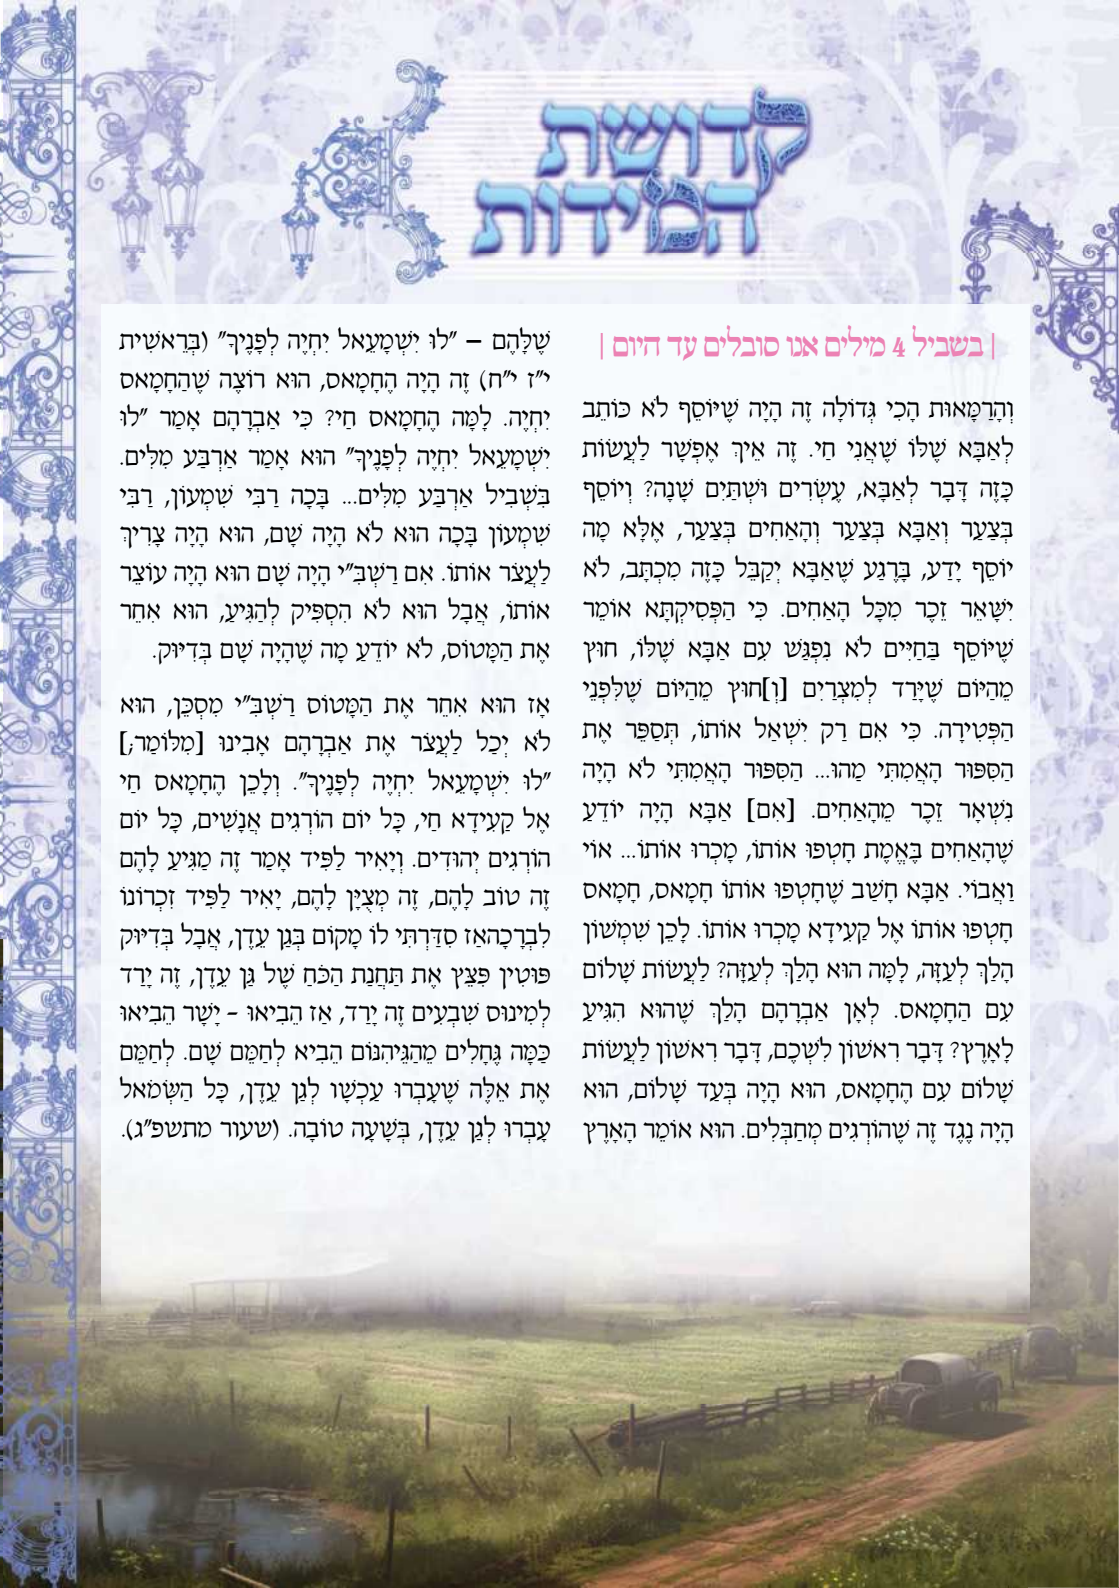 קדושת
המידות
| בשביל 4 מילים אנו סובלים עד היום |
וְהָרַמָּאוּת הָכִי גְּדוֹלָה זֶה הָיָה שֶׁיּוֹסֵף לֹא כּוֹתֵב
לְאַבָּא שֶׁלּוֹ שֶׁאֲנִי חַי. זֶה אֵיךְ אֶפְשָׁר לַעֲשׂוֹת
כָּזֶה דָּבָר לְאַבָּא, עֶשְׂרִים וּשְׁתַּיִם שָׁנָה? וְיוֹסֵף
בְּצַעַר וְאַבָּא בְּצַעַר וְהָאַחִים בְּצַעַר, אֶלָּא מָה
יוֹסֵף יָדַע, בָּרֶגַע שֶׁאַבָּא יְקַבֵּל כָּזֶה מִכְתָּב, לֹא
יִשָּׁאֵר זֵכֶר מִכָּל הָאַחִים. כִּי הַפְּסִיקְתָּא אוֹמֵר
שֶׁיּוֹסֵף בַּחַיִּים לֹא נִפְגַּשׁ עִם אַבָּא שֶׁלּוֹ, חוּץ
מֵהַיּוֹם שֶׁיָּרַד לְמִצְרַיִם [וְ]חוּץ מֵהַיּוֹם שֶׁלִּפְנֵי
הַפְּטִירָה. כִּי אִם רַק יִשְׁאַל אוֹתוֹ, תְּסַפֵּר אֶת
הַסִּפּוּר הָאֲמִתִּי מַהוּ... הַסִּפּוּר הָאֲמִתִּי לֹא הָיָה
נִשְׁאָר זֵכֶר מֵהָאַחִים. [אִם] אַבָּא הָיָה יוֹדֵעַ
שֶׁהָאַחִים בֶּאֱמֶת חָטְפוּ אוֹתוֹ, מָכְרוּ אוֹתוֹ... אוֹי
וַאֲבוֹי. אַבָּא חָשַׁב שֶׁחָטְפוּ אוֹתוֹ חָמָאס, חָמָאס
חָטְפוּ אוֹתוֹ אֶל קַעִידָא מָכְרוּ אוֹתוֹ. לָכֵן שִׁמְשׁוֹן
הָלַךְ לְעַזָּה, לָמָּה הוּא הָלַךְ לְעַזָּה? לַעֲשׂוֹת שָׁלוֹם
עִם הַחָמָאס. לְאָן אַבְרָהָם הָלַךְ שֶׁהוּא הִגִּיעַ
לָאָרֶץ? דָּבָר רִאשׁוֹן לִשְׁכֶם, דָּבָר רִאשׁוֹן לַעֲשׂוֹת
שָׁלוֹם עִם הֶחָמָאס, הוּא הָיָה בְּעַד שָׁלוֹם, הוּא
הָיָה נֶגֶד זֶה שֶׁהוֹרְגִים מְחַבְּלִים. הוּא אוֹמֵר הָאָרֶץ
שֶׁלָּהֶם – "לוּ יִשְׁמָעֵאל יִחְיֶה לְפָנֶיךָ" (בְּרֵאשִׁית
י"ז י"ח) זֶה הָיָה הֶחָמָאס, הוּא רוֹצֶה שֶׁהַחָמָאס
יִחְיֶה. לָמָּה הֶחָמָאס חַי? כִּי אַבְרָהָם אָמַר "לוּ
יִשְׁמָעֵאל יִחְיֶה לְפָנֶיךָ" הוּא אָמַר אַרְבַּע מִלִּים.
בִּשְׁבִיל אַרְבַּע מִלִּים... בָּכָה רַבִּי שִׁמְעוֹן, רַבִּי
שִׁמְעוֹן בָּכָה הוּא לֹא הָיָה שָׁם, הוּא הָיָה צָרִיךְ
לַעֲצֹר אוֹתוֹ. אִם רַשְׁבִּ"י הָיָה שָׁם הוּא הָיָה עוֹצֵר
אוֹתוֹ, אֲבָל הוּא לֹא הִסְפִּיק לְהַגִּיעַ, הוּא אִחֵר
אֶת הַמָּטוֹס, לֹא יוֹדֵעַ מָה שֶׁהָיָה שָׁם בְּדִיּוּק.
אָז הוּא אִחֵר אֶת הַמָּטוֹס רַשְׁבִּ"י מִסְכֵּן, הוּא
לֹא יְכַל לַעֲצֹר אֶת אַבְרָהָם אָבִינוּ [מִלּוֹמַר;]
"לוּ יִשְׁמָעֵאל יִחְיֶה לְפָנֶיךָ". וְלָכֵן הֶחָמָאס חַי
אֶל קַעִידָא חַי, כָּל יוֹם הוֹרְגִים אֲנָשִׁים, כָּל יוֹם
הוֹרְגִים יְהוּדִים. וְיָאִיר לַפִּיד אָמַר זֶה מַגִּיעַ לָהֶם
זֶה טוֹב לָהֶם, זֶה מְצֻיָּן לָהֶם, יָאִיר לַפִּיד זִכְרוֹנוֹ
לִבְרָכָהאַז סִדַּרְתִּי לוֹ מָקוֹם בְּגַן עֵדֶן, אֲבָל בְּדִיּוּק
פּוּטִין פִּצֵּץ אֶת תַּחֲנַת הַכֹּחַ שֶׁל גַּן עֵדֶן, זֶה יָרַד
לְמִינוּס שִׁבְעִים זֶה יָרַד, אַז הֵבִיאוּ - יָשָׁר הֵבִיאוּ
כַּמָּה גֶּחָלִים מֵהַגֵּיהִנּוֹם הֵבִיא לְחַמֵּם שָׁם. לְחַמֵּם
אֶת אֵלֶּה שֶׁעָבְרוּ עַכְשָׁו לְגַן עֵדֶן, כָּל הַשְּׂמֹאל
עָבְרוּ לְגַן עֵדֶן, בְּשָׁעָה טוֹבָה. (שעור מתשפ"ג).